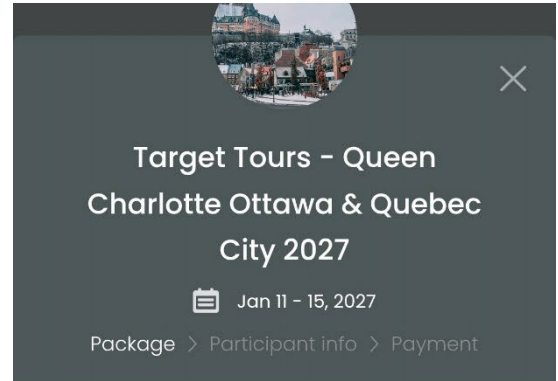 Target Tours - Queen
Charlotte Ottawa & Quebec
City 2027
Jan 11 - 15, 2027
Package > Participant info > Payment